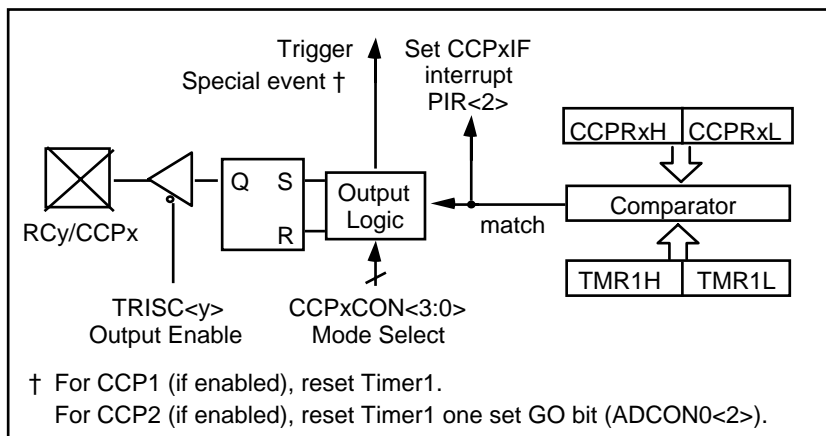 Trigger
Special event †
Set CCPxIF
interrupt
PIR<2>
CCPRxH CCPRxL
Q S
R
Output
Logic
match
Comparator
RCy/CCPx
TMR1H TMR1L
TRISC<y>
Output Enable
CCPxCON<3:0>
Mode Select
† For CCP1 (if enabled), reset Timer1.
For CCP2 (if enabled), reset Timer1 one set GO bit (ADCON0<2>).